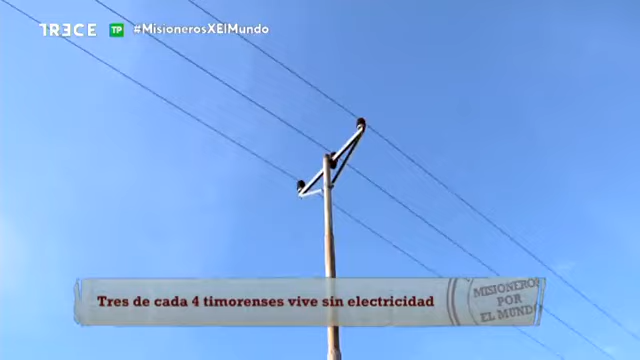 TRECE TP #MisionerosXElMundo
Tres de cada 4 timorenses vive sin electricidad
MISIONEROS
POR
EL MUNDO